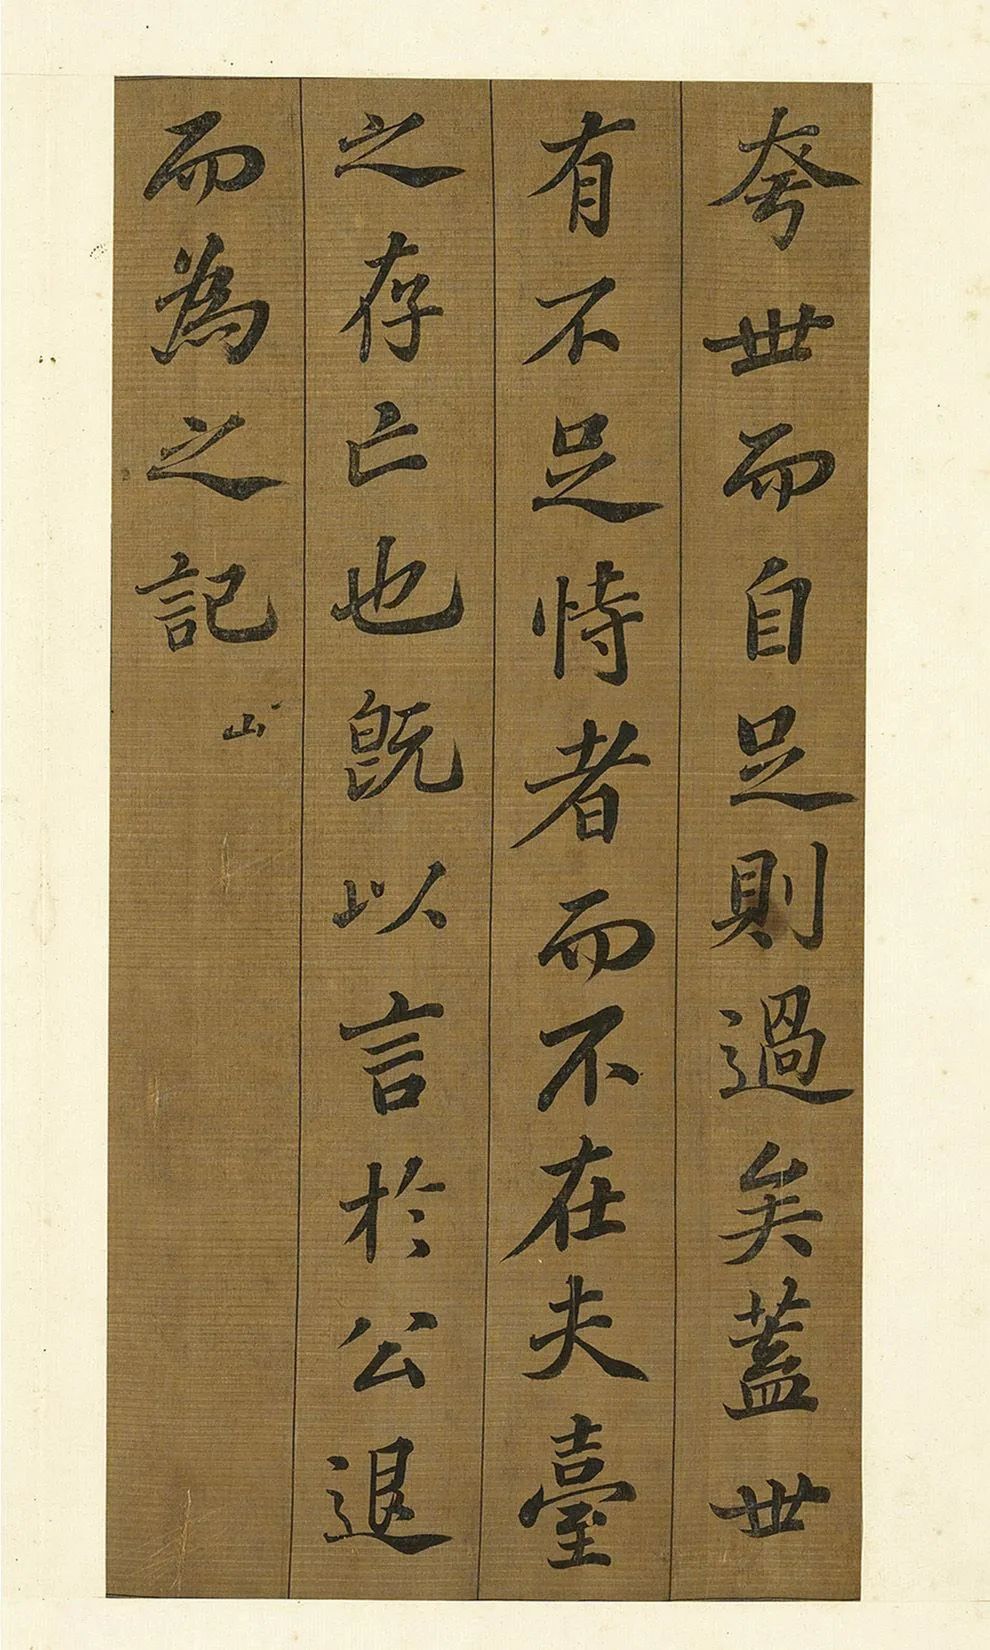 夸世而自足則過矣蓋世
有不足恃者而不在夫臺
之存亡也既以言於公退
而為之記
山